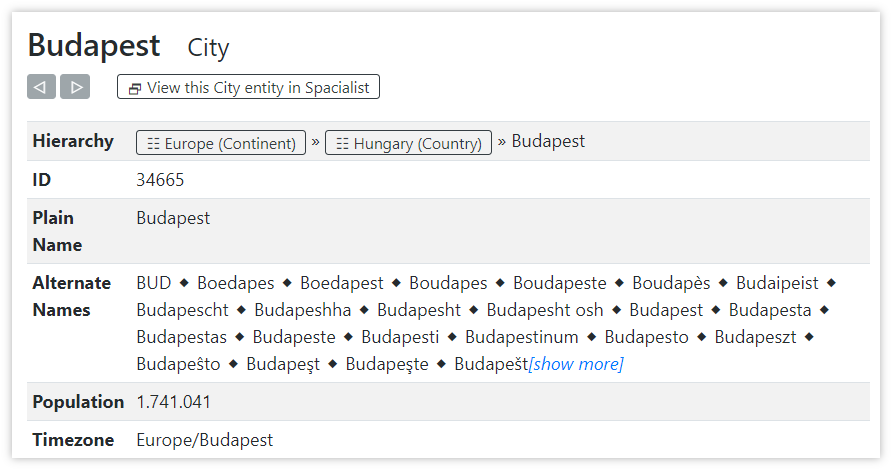 Budapest City
View this City entity in Spacialist
Hierarchy Europe (Continent) » Hungary (Country) » Budapest
ID 34665
Plain Name Budapest
Alternate Names BUD ◆ Boedapes ◆ Boedapest ◆ Boudapes ◆ Boudapeste ◆ Boudapès ◆ Budaipeist ◆
Budapescht ◆ Budapeshha ◆ Budapesht ◆ Budapesht osh ◆ Budapest ◆ Budapesta ◆
Budapestas ◆ Budapeste ◆ Budapesti ◆ Budapestinum ◆ Budapesto ◆ Budapeszt ◆
Budapeŝto ◆ Budapeşt ◆ Budapeşte ◆ Budapešt[show more]
Population 1.741.041
Timezone Europe/Budapest